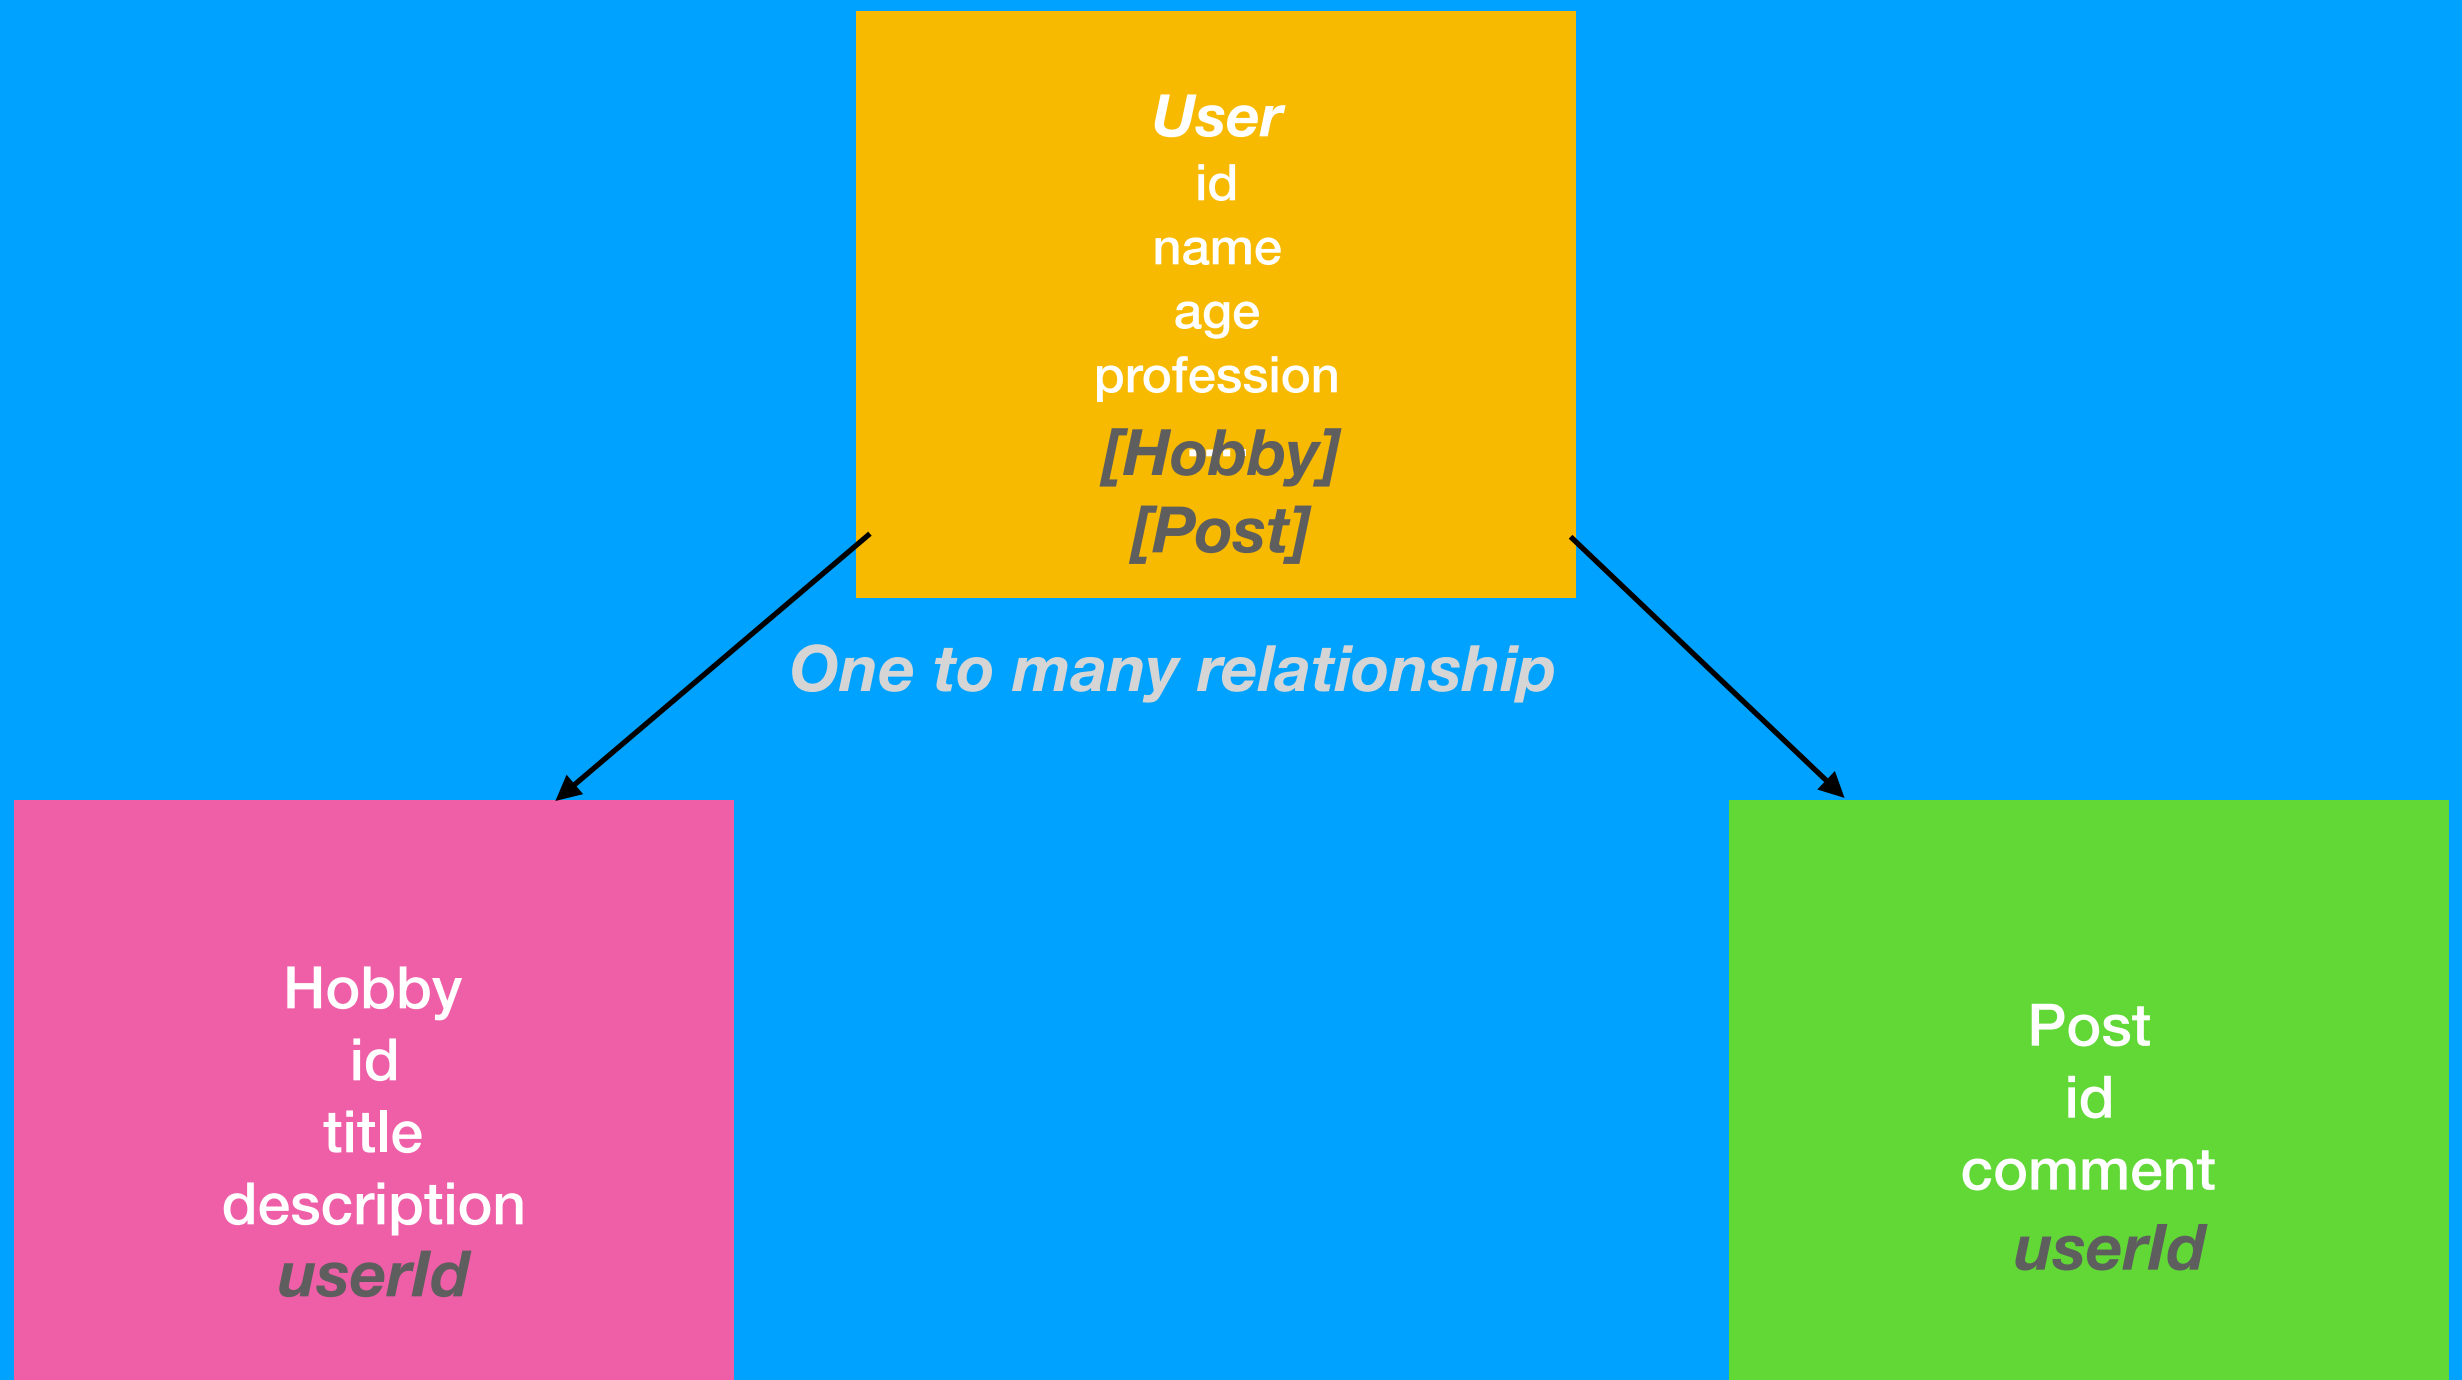 User
id
name
age
profession
[Hobby]
[Post]
One to many relationship
Hobby
id
title
description
userId
Post
id
comment
userId